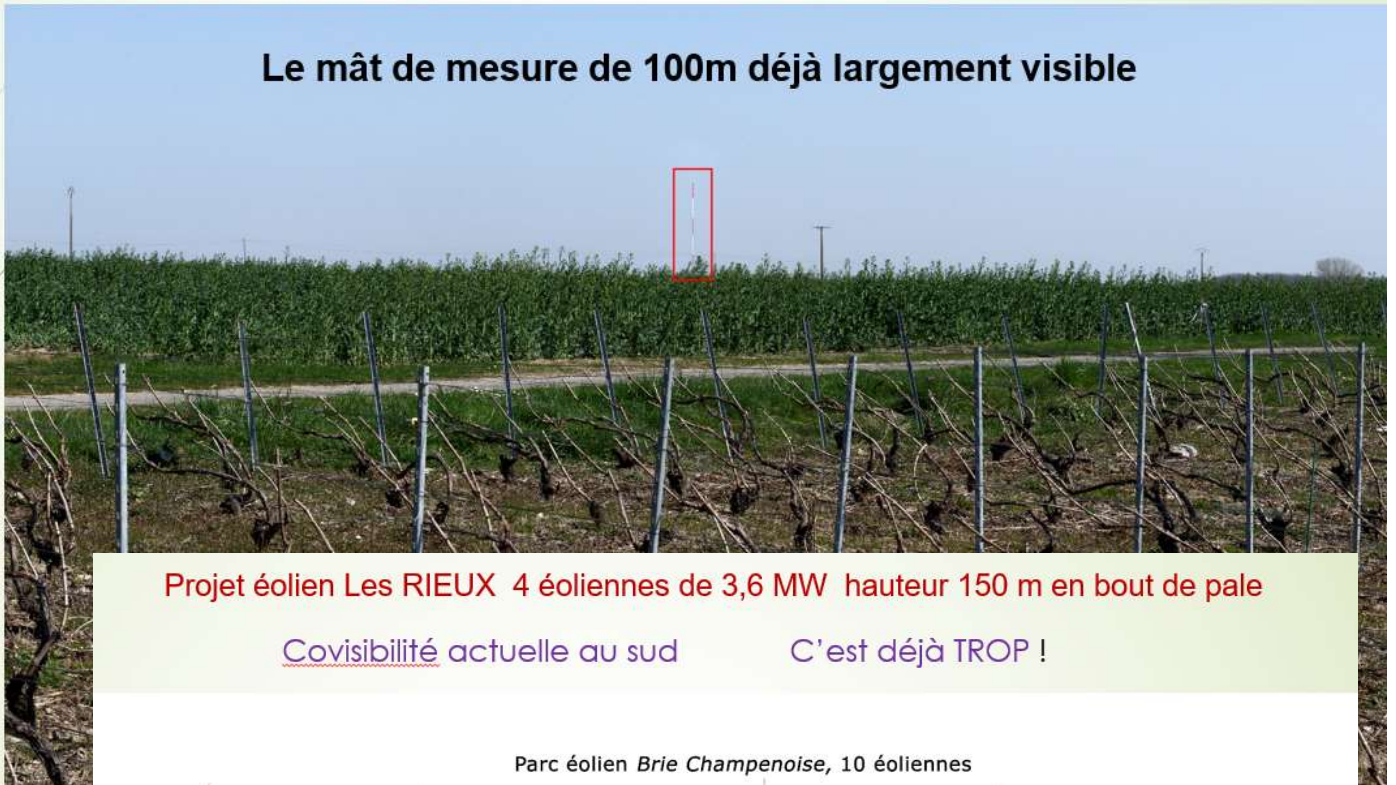 Le mât de mesure de 100m déjà largement visible
Projet éolien Les RIEUX 4 éoliennes de 3,6 MW hauteur 150 m en bout de pale
Covisibilité actuelle au sud C'est déjà TROP !
Parc éolien Brie Champenoise, 10 éoliennes